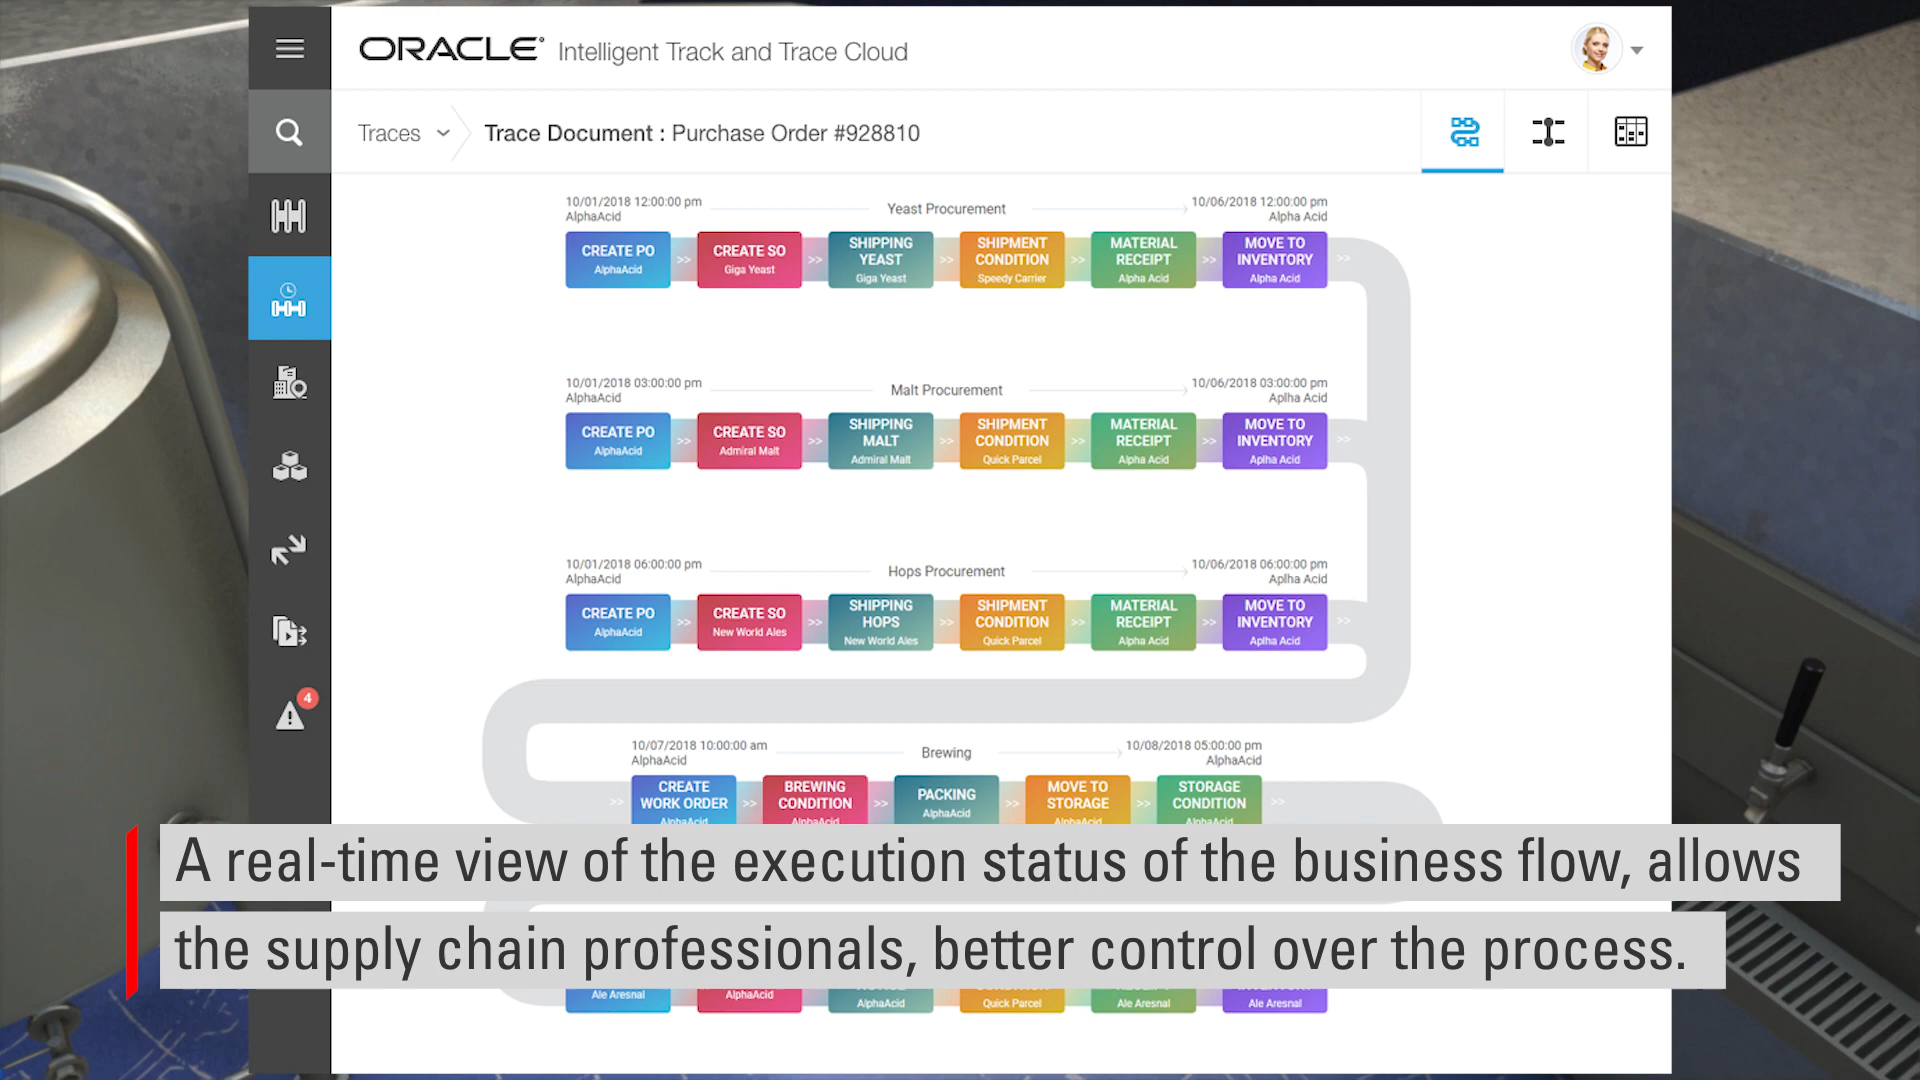 ORACLE® Intelligent Track and Trace Cloud
Traces Trace Document : Purchase Order #928810
10/01/2018 12:00:00 pm Yeast Procurement 10/06/2018 12:00:00 pm
AlphaAcid Alpha Acid
CREATE PO CREATE SO SHIPPING YEAST SHIPMENT CONDITION MATERIAL RECEIPT MOVE TO INVENTORY
AlphaAcid Giga Yeast Giga Yeast Speedy Carrier Alpha Acid Alpha Acid
10/01/2018 03:00:00 pm Malt Procurement 10/06/2018 03:00:00 pm
AlphaAcid Aplha Acid
CREATE PO CREATE SO SHIPPING MALT SHIPMENT CONDITION MATERIAL RECEIPT MOVE TO INVENTORY
AlphaAcid Admiral Malt Admiral Malt Quick Parcel Alpha Acid Aplha Acid
10/01/2018 06:00:00 pm Hops Procurement 10/06/2018 06:00:00 pm
AlphaAcid Aplha Acid
CREATE PO CREATE SO SHIPPING HOPS SHIPMENT CONDITION MATERIAL RECEIPT MOVE TO INVENTORY
AlphaAcid New World Ales New World Ales Quick Parcel Alpha Acid Aplha Acid
4
10/07/2018 10:00:00 am Brewing 10/08/2018 05:00:00 pm
AlphaAcid AlphaAcid
CREATE WORK ORDER BREWING CONDITION PACKING MOVE TO STORAGE STORAGE CONDITION
AlphaAcid AlphaAcid AlphaAcid AlphaAcid AlphaAcid
A real-time view of the execution status of the business flow, allows
the supply chain professionals, better control over the process.
Ale Aresnal AlphaAcid AlphaAcid Quick Parcel Ale Aresnal Ale Aresnal